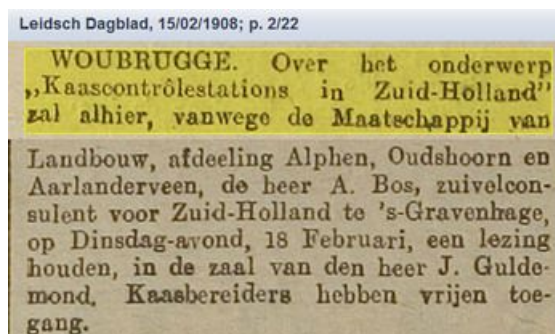 Leidsch Dagblad, 15/02/1908; p. 2/22
WOUBRUGGE. Over het onderwerp
„Kaascontrôlestations in Zuid-Holland”
zal alhier, vanwege de Maatschappij van
Landbouw, afdeeling Alphen, Oudshoorn en
Aarlanderveen, de heer A. Bos, zuivelcon-
sulent voor Zuid-Holland te 's-Gravenhage,
op Dinsdag-avond, 18 Februari, een lezing
houden, in de zaal van den heer J. Gulde-
mond. Kaasbereiders hebben vrijen toe-
gang.